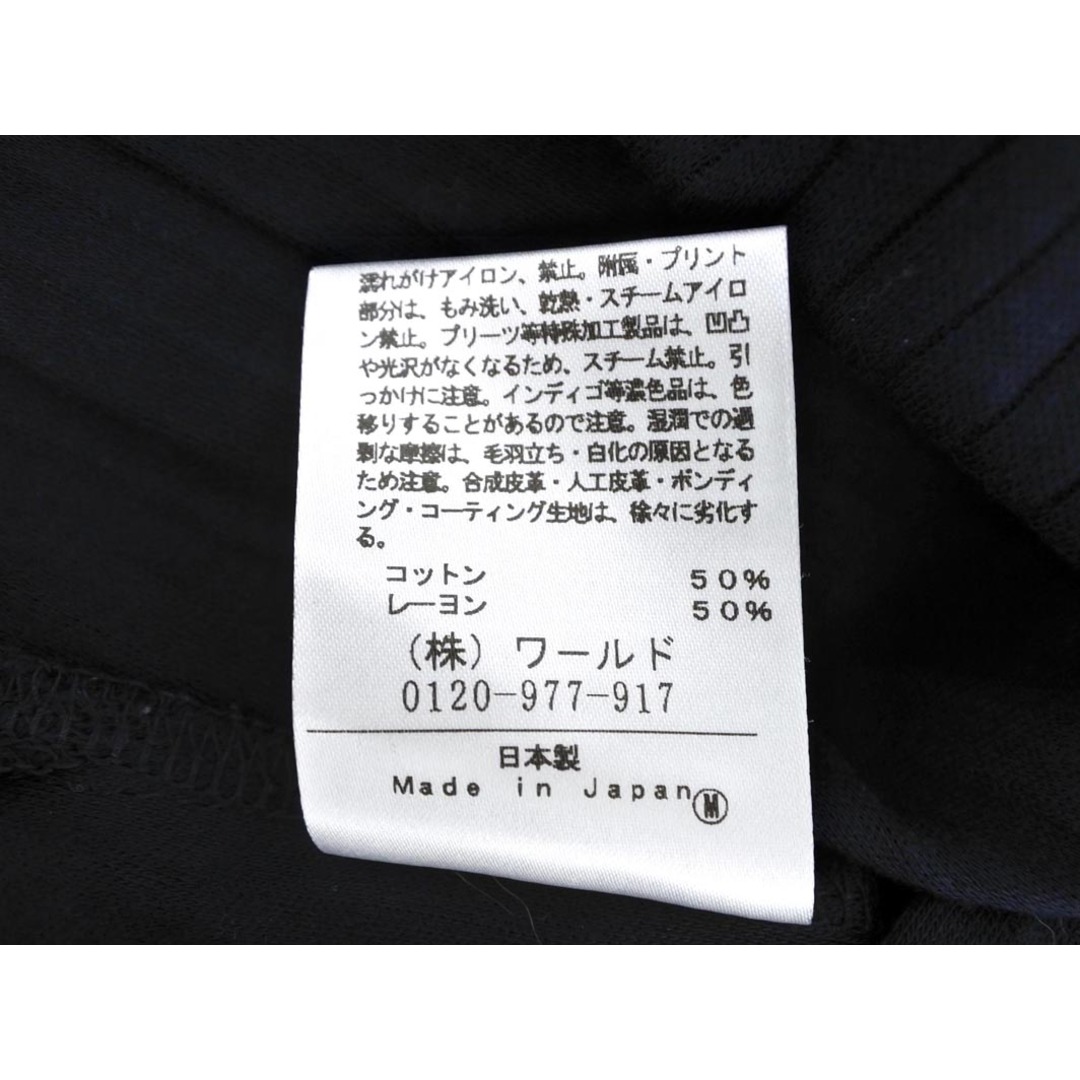 濡れがけアイロン、禁止。附属・プリント
部分は、もみ洗い、乾熱・スチームアイロ
ン禁止。プリーツ等特殊加工製品は、凹凸
や光沢がなくなるため、スチーム禁止。引
っかけに注意。インディゴ等濃色品は、色
移りすることがあるので注意。湿潤での過
剰な摩擦は、毛羽立ち・白化の原因となる
ため注意。合成皮革・人工皮革・ボンディ
ング・コーティング生地は、徐々に劣化す
る。
コットン 50%
レーヨン 50%
(株)ワールド
0120-977-917
日本製
Made in Japan Ⓜ